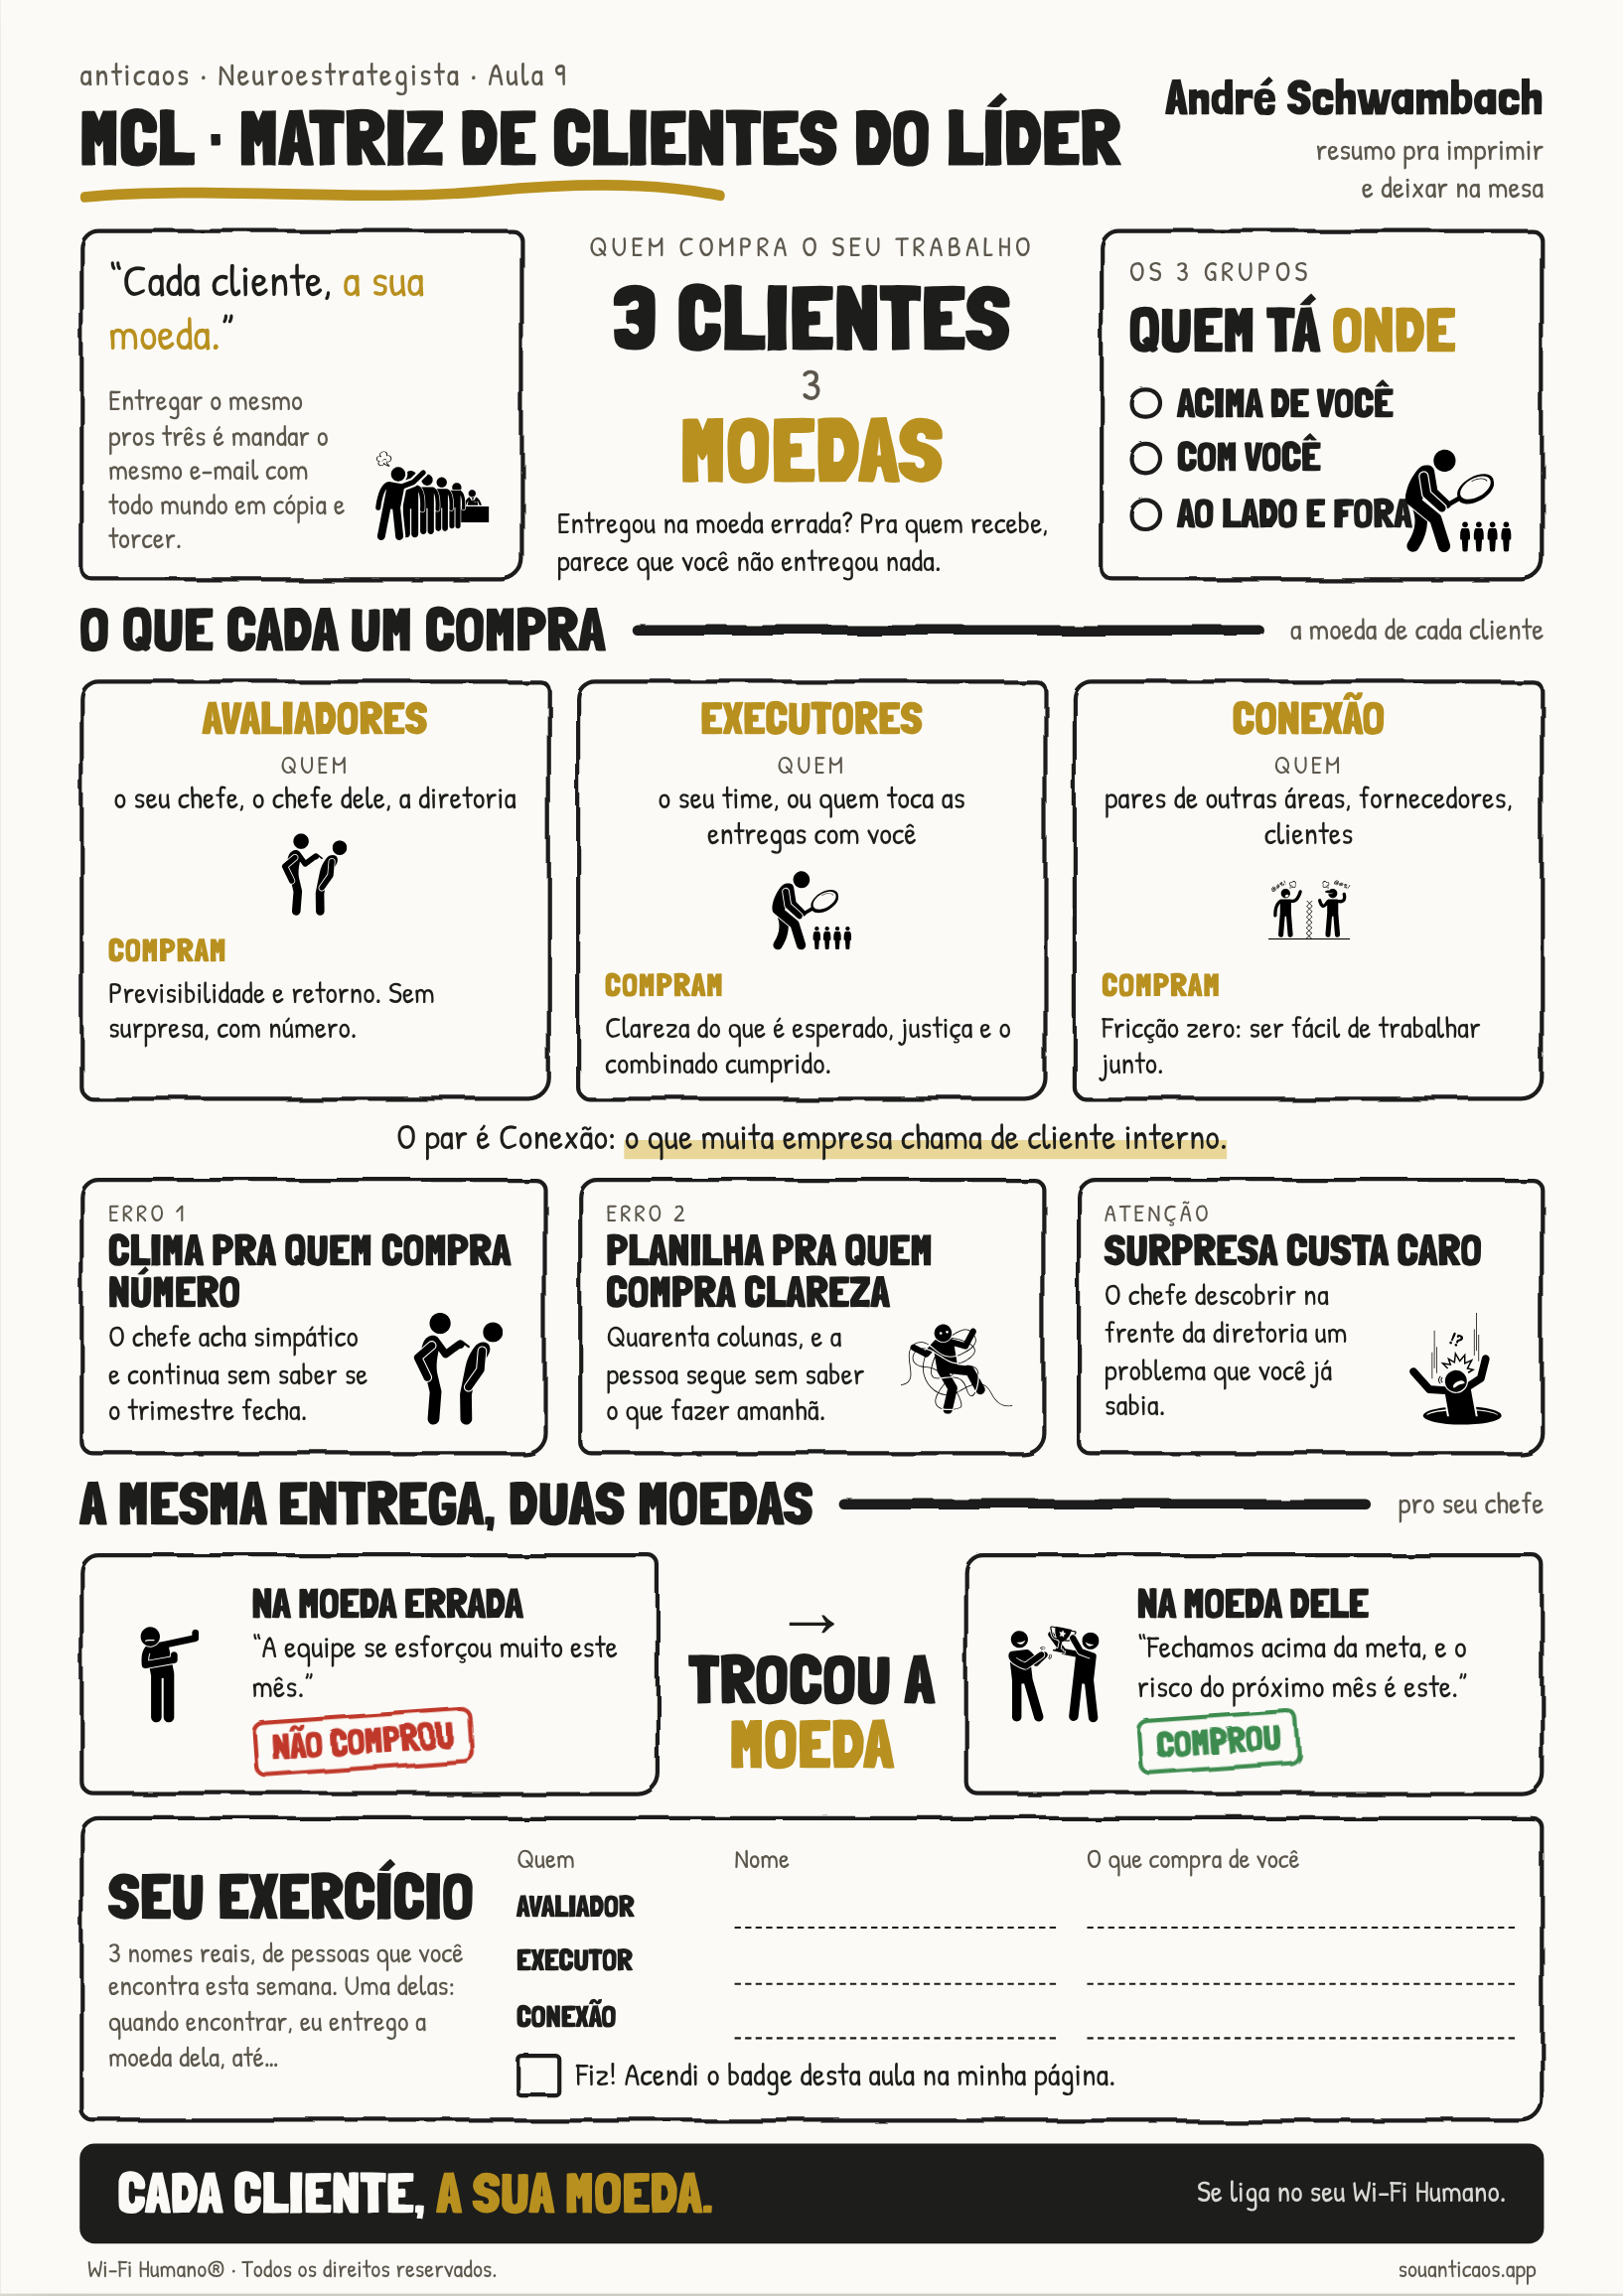 anticaos · Neuroestrategista · Aula 9
MCL · MATRIZ DE CLIENTES DO LÍDER
André Schwambach
resumo pra imprimir
e deixar na mesa
“Cada cliente, a sua
moeda.”
Entregar o mesmo
pros três é mandar o
mesmo e-mail com
todo mundo em cópia e
torcer.
QUEM COMPRA O SEU TRABALHO
3 CLIENTES
3
MOEDAS
Entregou na moeda errada? Pra quem recebe,
parece que você não entregou nada.
OS 3 GRUPOS
QUEM TÁ ONDE
ACIMA DE VOCÊ
COM VOCÊ
AO LADO E FORA
O QUE CADA UM COMPRA
a moeda de cada cliente
AVALIADORES
QUEM
o seu chefe, o chefe dele, a diretoria
COMPRAM
Previsibilidade e retorno. Sem
surpresa, com número.
EXECUTORES
QUEM
o seu time, ou quem toca as
entregas com você
COMPRAM
Clareza do que é esperado, justiça e o
combinado cumprido.
CONEXÃO
QUEM
pares de outras áreas, fornecedores,
clientes
COMPRAM
Fricção zero: ser fácil de trabalhar
junto.
O par é Conexão: o que muita empresa chama de cliente interno.
ERRO 1
CLIMA PRA QUEM COMPRA
NÚMERO
O chefe acha simpático
e continua sem saber se
o trimestre fecha.
ERRO 2
PLANILHA PRA QUEM
COMPRA CLAREZA
Quarenta colunas, e a
pessoa segue sem saber
o que fazer amanhã.
ATENÇÃO
SURPRESA CUSTA CARO
O chefe descobrir na
frente da diretoria um
problema que você já
sabia.
!?
A MESMA ENTREGA, DUAS MOEDAS
pro seu chefe
NA MOEDA ERRADA
“A equipe se esforçou muito este
mês.”
NÃO COMPROU
→
TROCOU A
MOEDA
NA MOEDA DELE
“Fechamos acima da meta, e o
risco do próximo mês é este.”
COMPROU
SEU EXERCÍCIO
3 nomes reais, de pessoas que você
encontra esta semana. Uma delas:
quando encontrar, eu entrego a
moeda dela, até…
Quem Nome O que compra de você
AVALIADOR
EXECUTOR
CONEXÃO
Fiz! Acendi o badge desta aula na minha página.
CADA CLIENTE, A SUA MOEDA.
Se liga no seu Wi-Fi Humano.
Wi-Fi Humano® · Todos os direitos reservados.
souanticaos.app